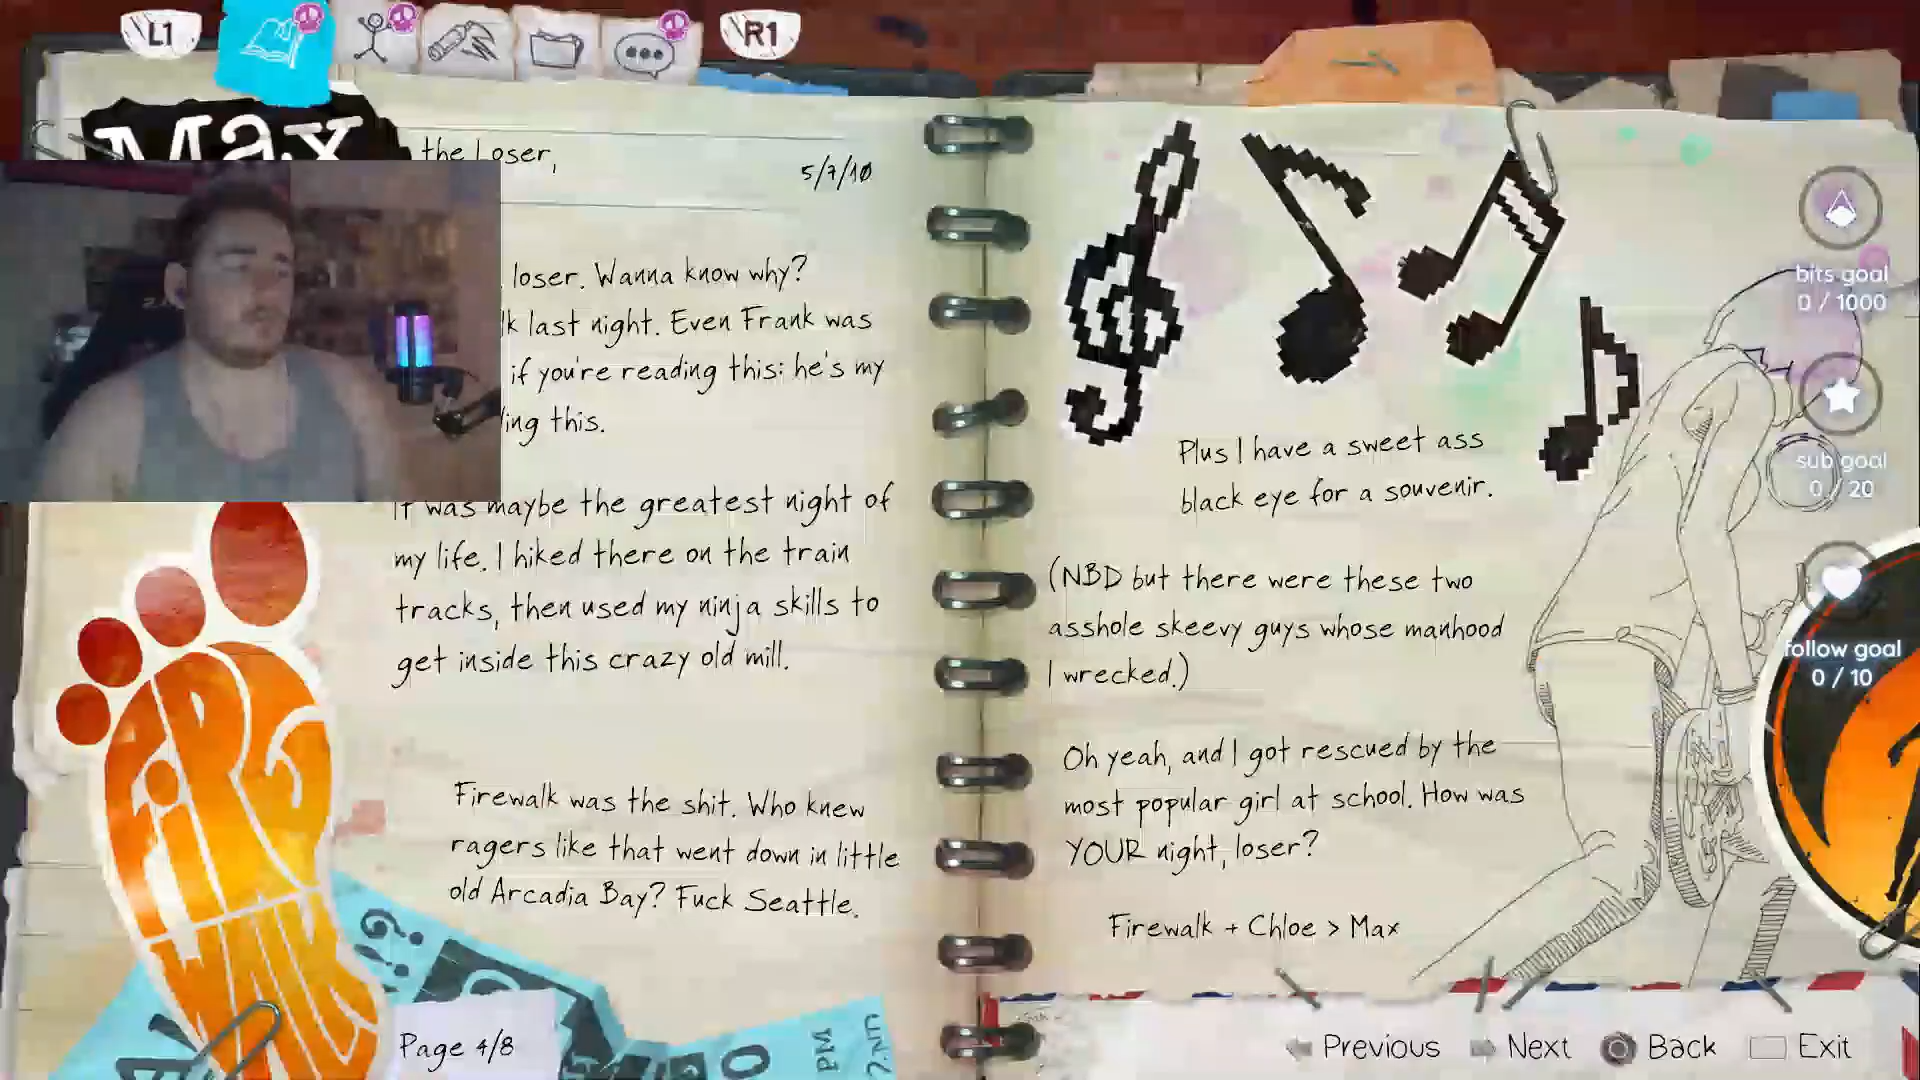 L1
R1
Max
the Loser,
5/7/10
loser. Wanna know why?
last night. Even Frank was
if you're reading this: he's my
this.
It was maybe the greatest night of
my life. I hiked there on the train
tracks, then used my ninja skills to
get inside this crazy old mill.
Firewalk was the shit. Who knew
ragers like that went down in little
old Arcadia Bay? Fuck Seattle.
FiRE
WALK
Page 4/8
PM
Plus I have a sweet ass
black eye for a souvenir.
(NBD but there were these two
asshole skeevy guys whose manhood
I wrecked.)
Oh yeah, and I got rescued by the
most popular girl at school. How was
YOUR night, loser?
Firewalk + Chloe > Max
bits goal
0 / 1000
sub goal
0 / 20
follow goal
0 / 10
Previous
Next
Back
Exit